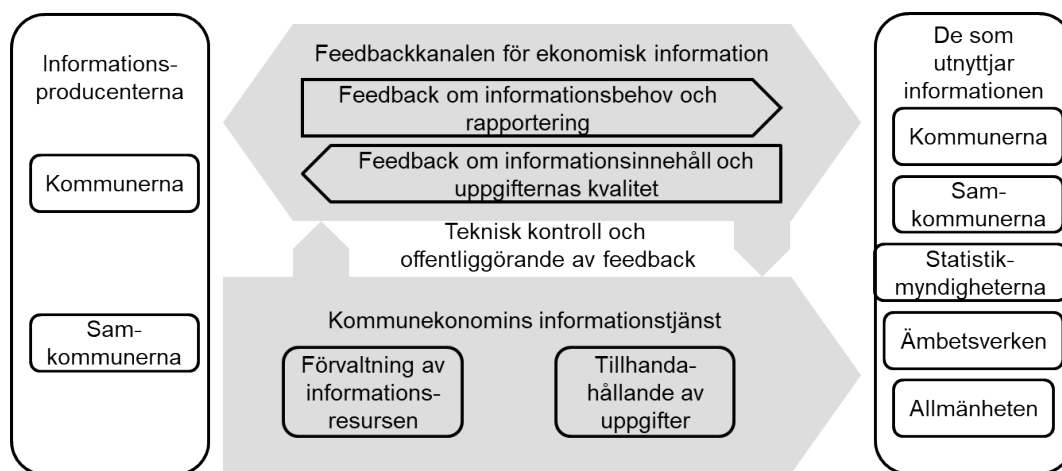 Informations-
producenterna
Kommunerna
Sam-
kommunerna
Feedbackkanalen för ekonomisk information
Feedback om informationsbehov och
rapportering
Feedback om informationsinnehåll och
uppgifternas kvalitet
Teknisk kontroll och
offentliggörande av feedback
Kommunekonomins informationstjänst
Förvaltning av
informations-
resursen
Tillhanda-
hållande av
uppgifter
De som
utnyttjar
informationen
Kommunerna
Sam-
kommunerna
Statistik-
myndigheterna
Ämbetsverken
Allmänheten